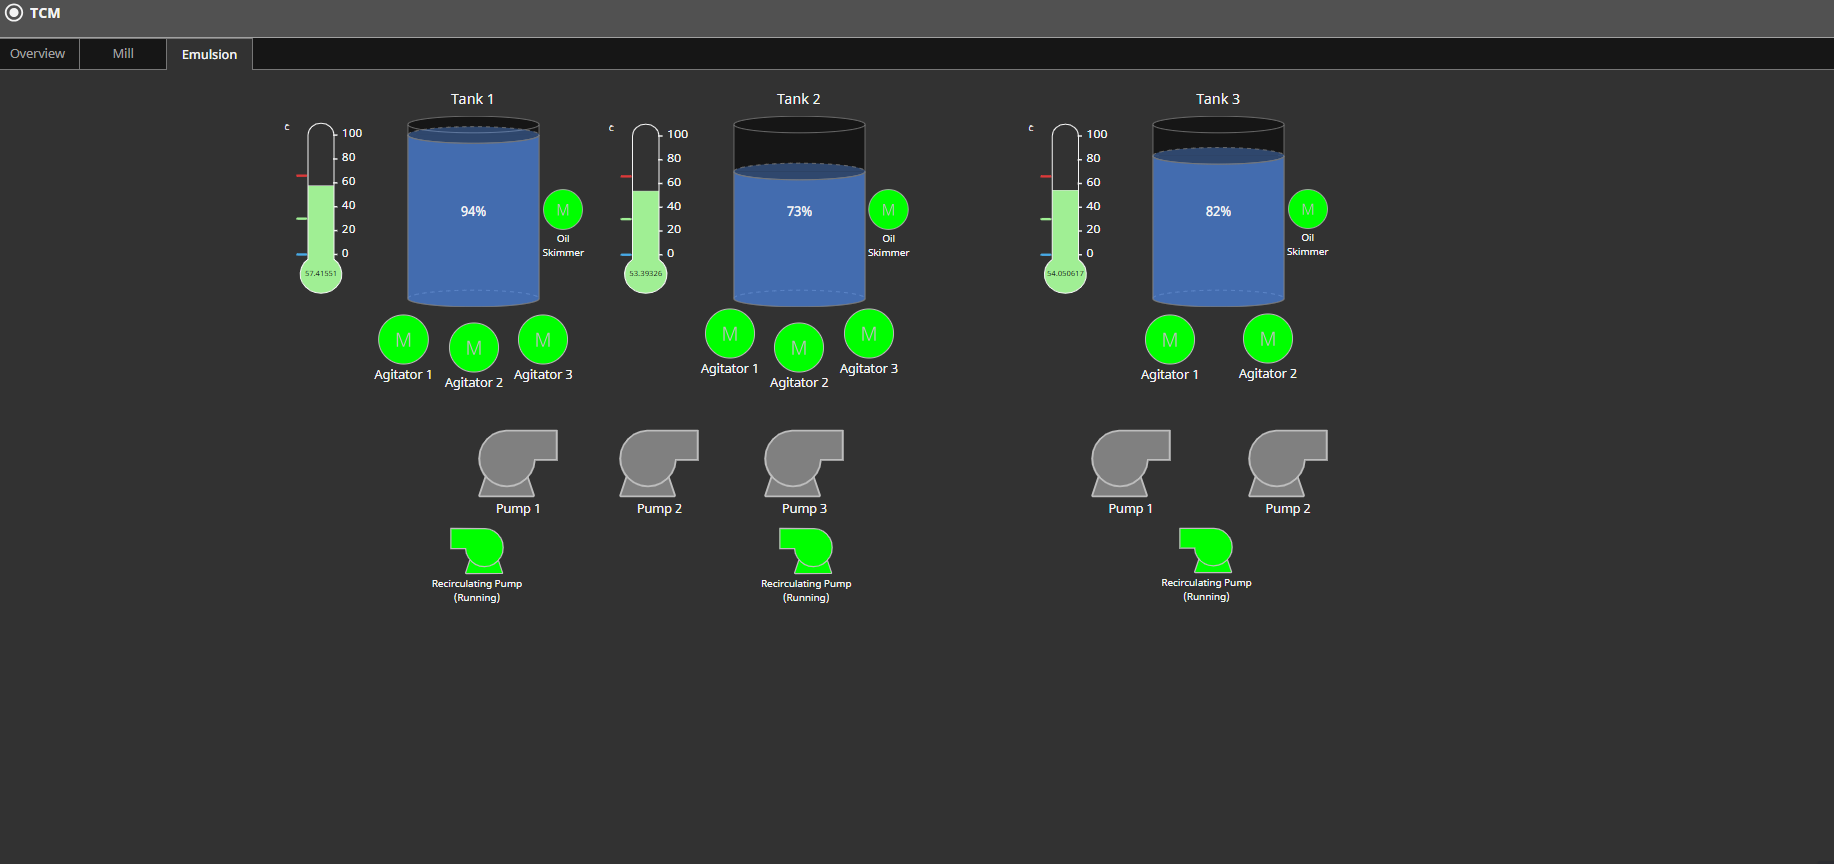 TCM
Overview
Mill
Emulsion
Tank 1
Tank 2
Tank 3
c
100
80
60
40
20
0
57.41551
94%
M
Oil
Skimmer
c
100
80
60
40
20
0
53.39326
73%
M
Oil
Skimmer
c
100
80
60
40
20
0
54.050617
82%
M
Oil
Skimmer
M
Agitator 1
M
Agitator 2
M
Agitator 3
M
Agitator 1
M
Agitator 2
M
Agitator 3
M
Agitator 1
M
Agitator 2
Pump 1
Pump 2
Pump 3
Pump 1
Pump 2
Recirculating Pump
(Running)
Recirculating Pump
(Running)
Recirculating Pump
(Running)